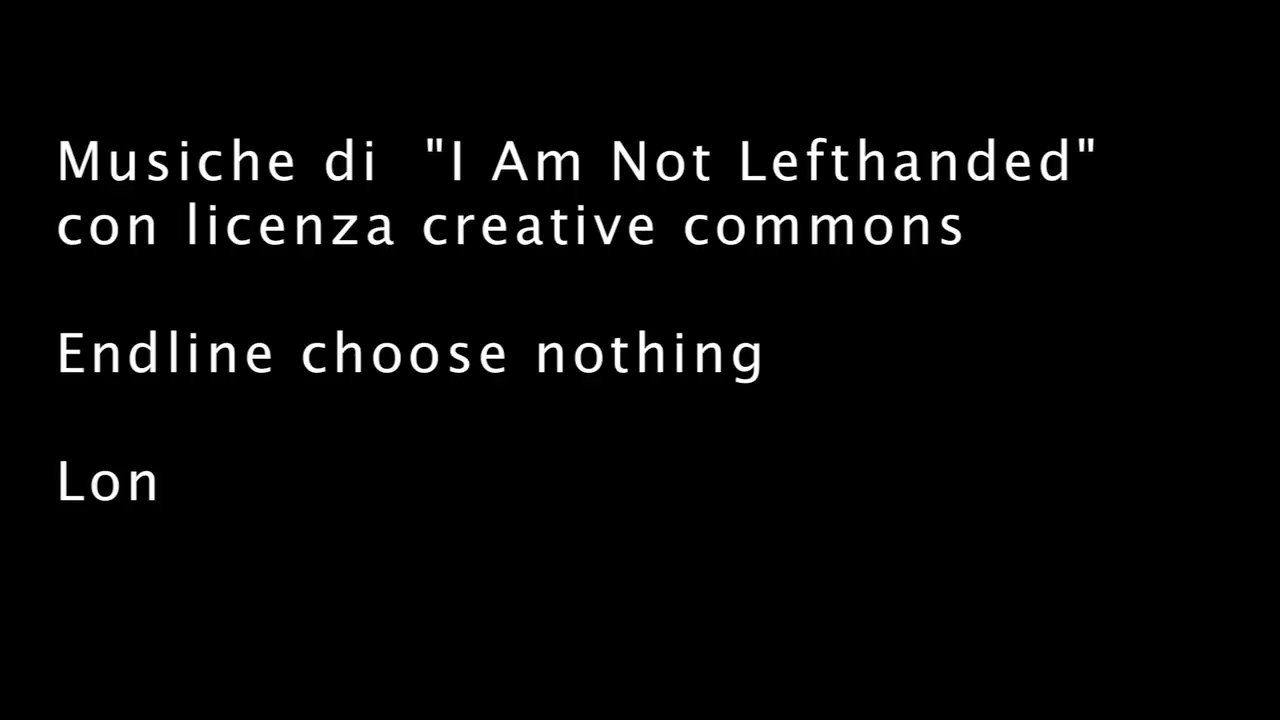 Musiche di  "I Am Not Lefthanded"
con licenza creative commons
Endline choose nothing
Lon